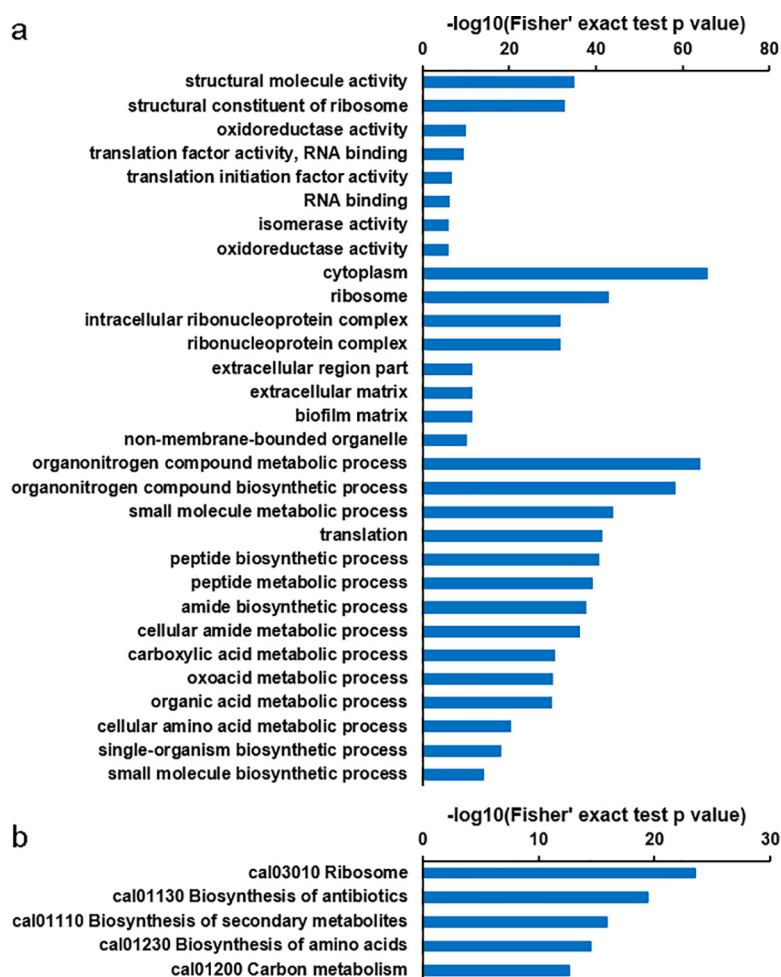 a
-log10(Fisher' exact test p value)
0 20 40 60 80
structural molecule activity
structural constituent of ribosome
oxidoreductase activity
translation factor activity, RNA binding
translation initiation factor activity
RNA binding
isomerase activity
oxidoreductase activity
cytoplasm
ribosome
intracellular ribonucleoprotein complex
ribonucleoprotein complex
extracellular region part
extracellular matrix
biofilm matrix
non-membrane-bounded organelle
organonitrogen compound metabolic process
organonitrogen compound biosynthetic process
small molecule metabolic process
translation
peptide biosynthetic process
peptide metabolic process
amide biosynthetic process
cellular amide metabolic process
carboxylic acid metabolic process
oxoacid metabolic process
organic acid metabolic process
cellular amino acid metabolic process
single-organism biosynthetic process
small molecule biosynthetic process
b
-log10(Fisher' exact test p value)
0 10 20 30
cal03010 Ribosome
cal01130 Biosynthesis of antibiotics
cal01110 Biosynthesis of secondary metabolites
cal01230 Biosynthesis of amino acids
cal01200 Carbon metabolism